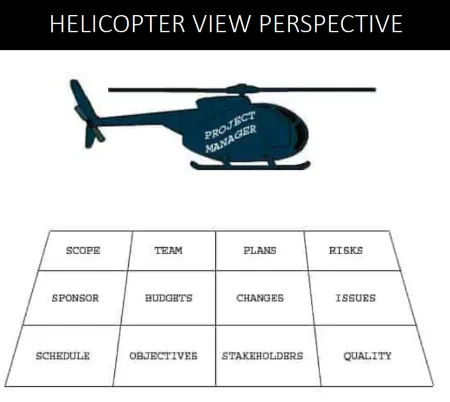 HELICOPTER VIEW PERSPECTIVE
PROJECT
MANAGER
SCOPE TEAM PLANS RISKS
SPONSOR BUDGETS CHANGES ISSUES
SCHEDULE OBJECTIVES STAKEHOLDERS QUALITY